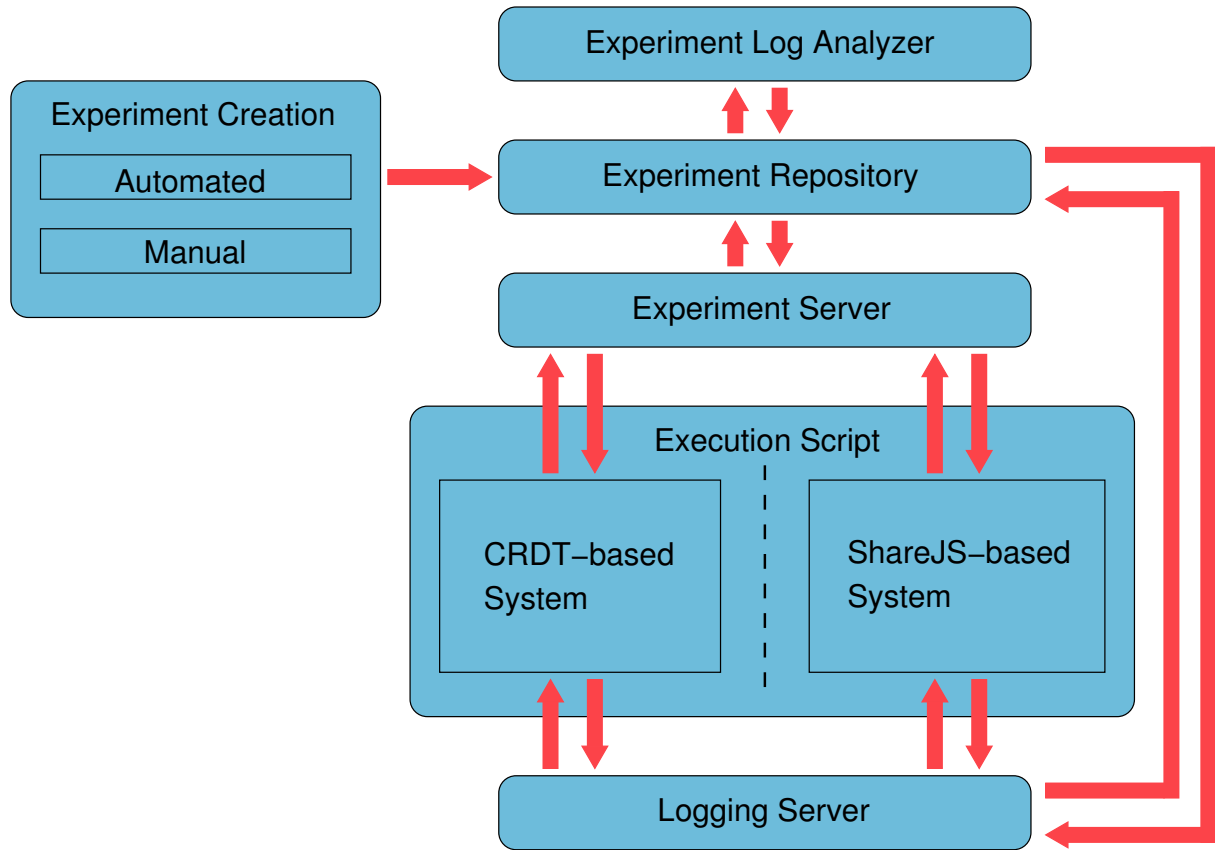 Experiment Log Analyzer
Experiment Creation
Automated
Manual
Experiment Repository
Experiment Server
Execution Script
CRDT−based
System
ShareJS−based
System
Logging Server